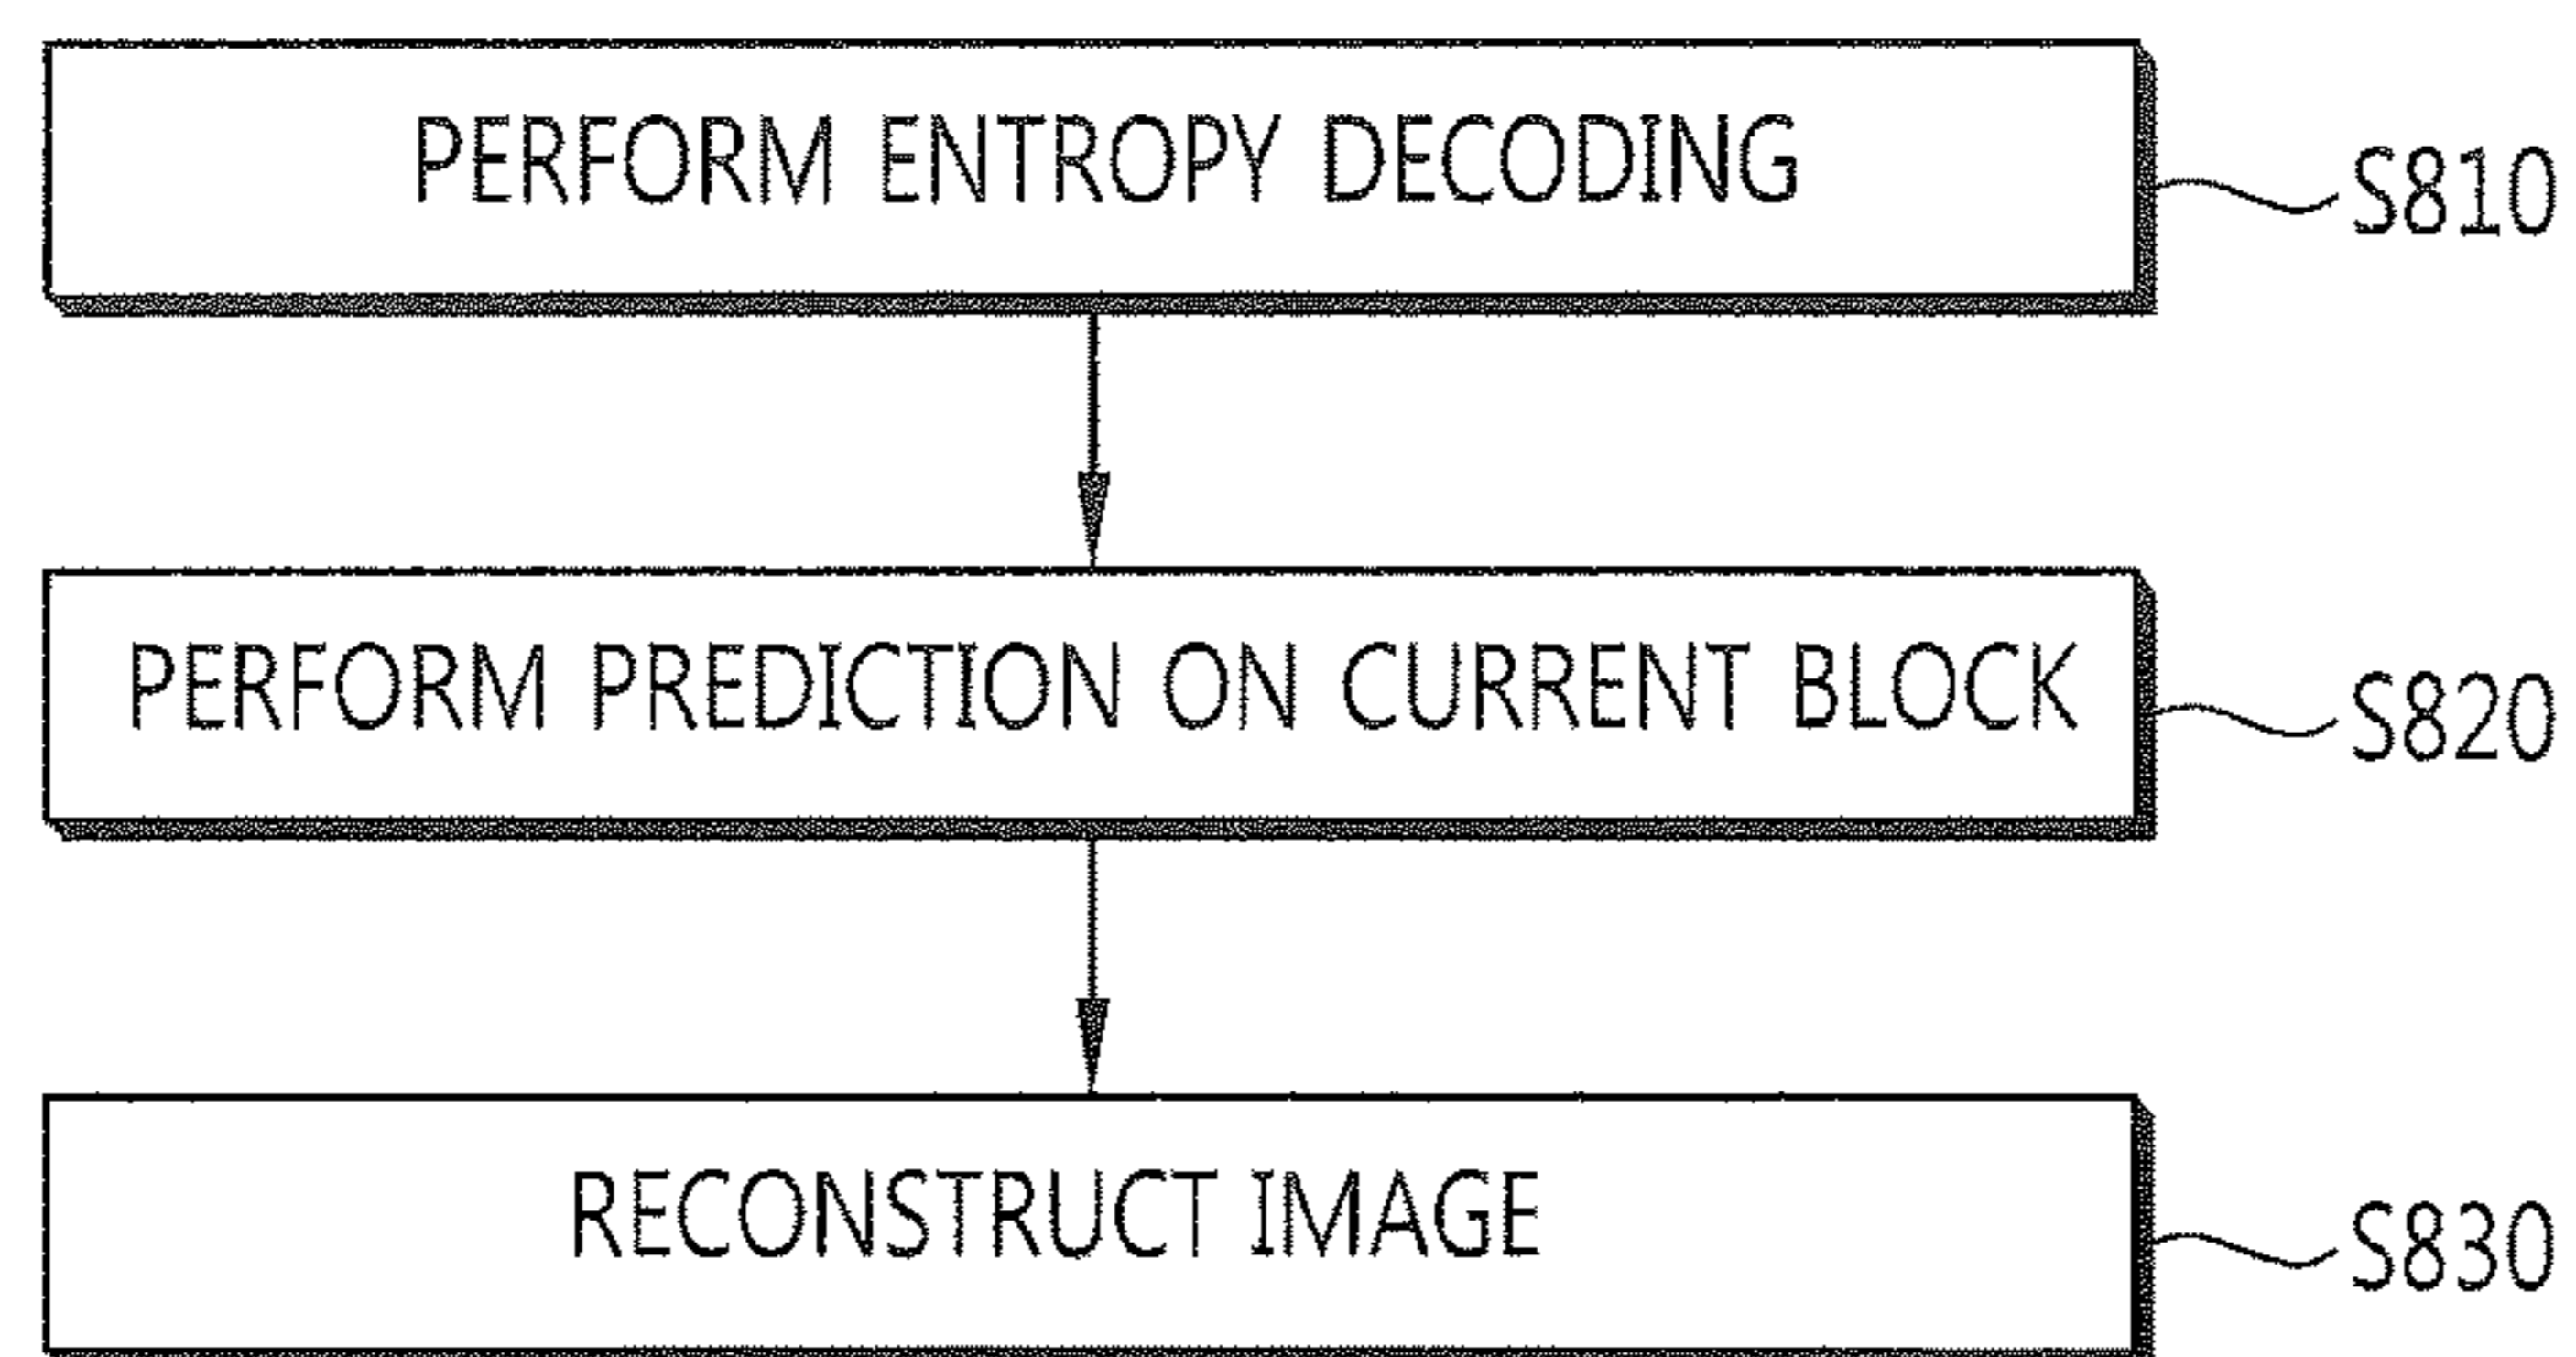 PERFORM ENTROPY DECODING
S810
PERFORM PREDICTION ON CURRENT BLOCK
S820
RECONSTRUCT IMAGE
S830